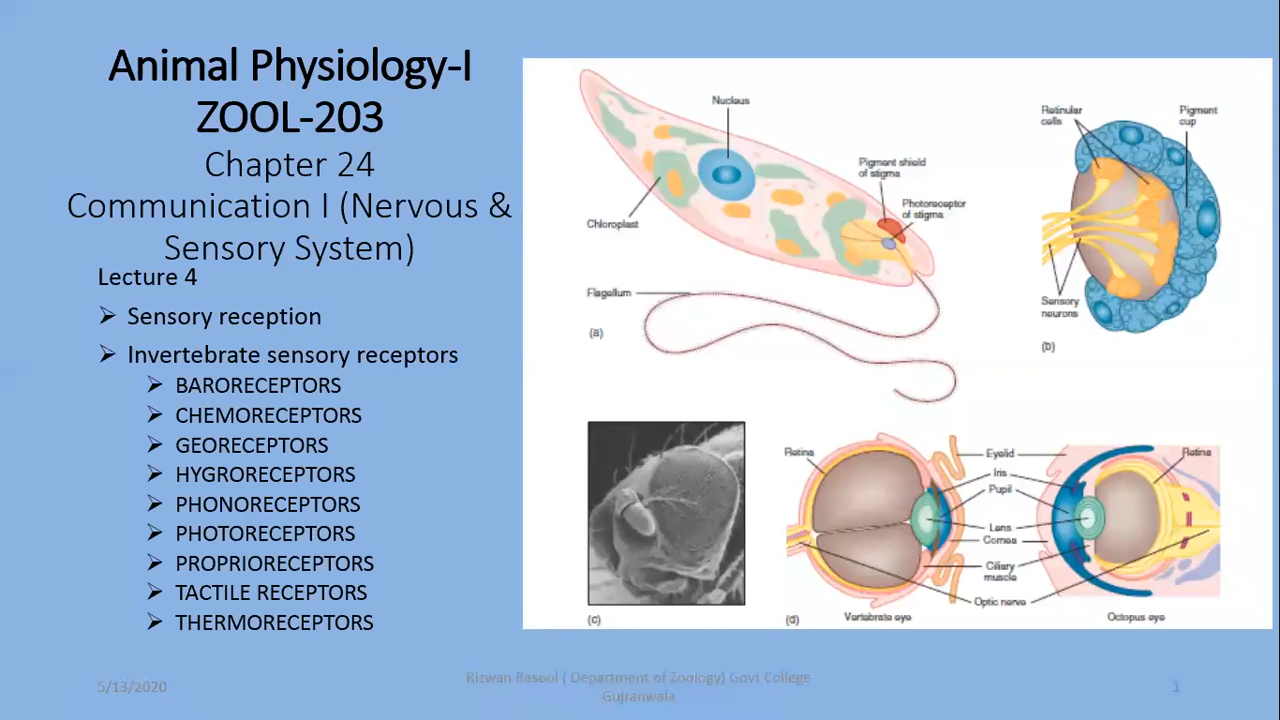 Animal Physiology-I
ZOOL-203
Chapter 24
Communication I (Nervous &
Sensory System)
Lecture 4
Sensory reception
Invertebrate sensory receptors
BARORECEPTORS
CHEMORECEPTORS
GEORECEPTORS
HYGRORECEPTORS
PHONORECEPTORS
PHOTORECEPTORS
PROPRIORECEPTORS
TACTILE RECEPTORS
THERMORECEPTORS
Nucleus
Pigment shield
of stigma
Photoreceptor
of stigma
Chloroplast
Flagellum
(a)
Retinular
cells
Pigment
cup
Sensory
neurons
(b)
(c)
Retina
Eyelid
Iris
Pupil
Lens
Cornea
Ciliary
muscle
Optic nerve
Retina
(d)
Vertebrate eye
Octopus eye
5/13/2020
Rizwan Rasool ( Department of Zoology) Govt College
Gujranwala
1